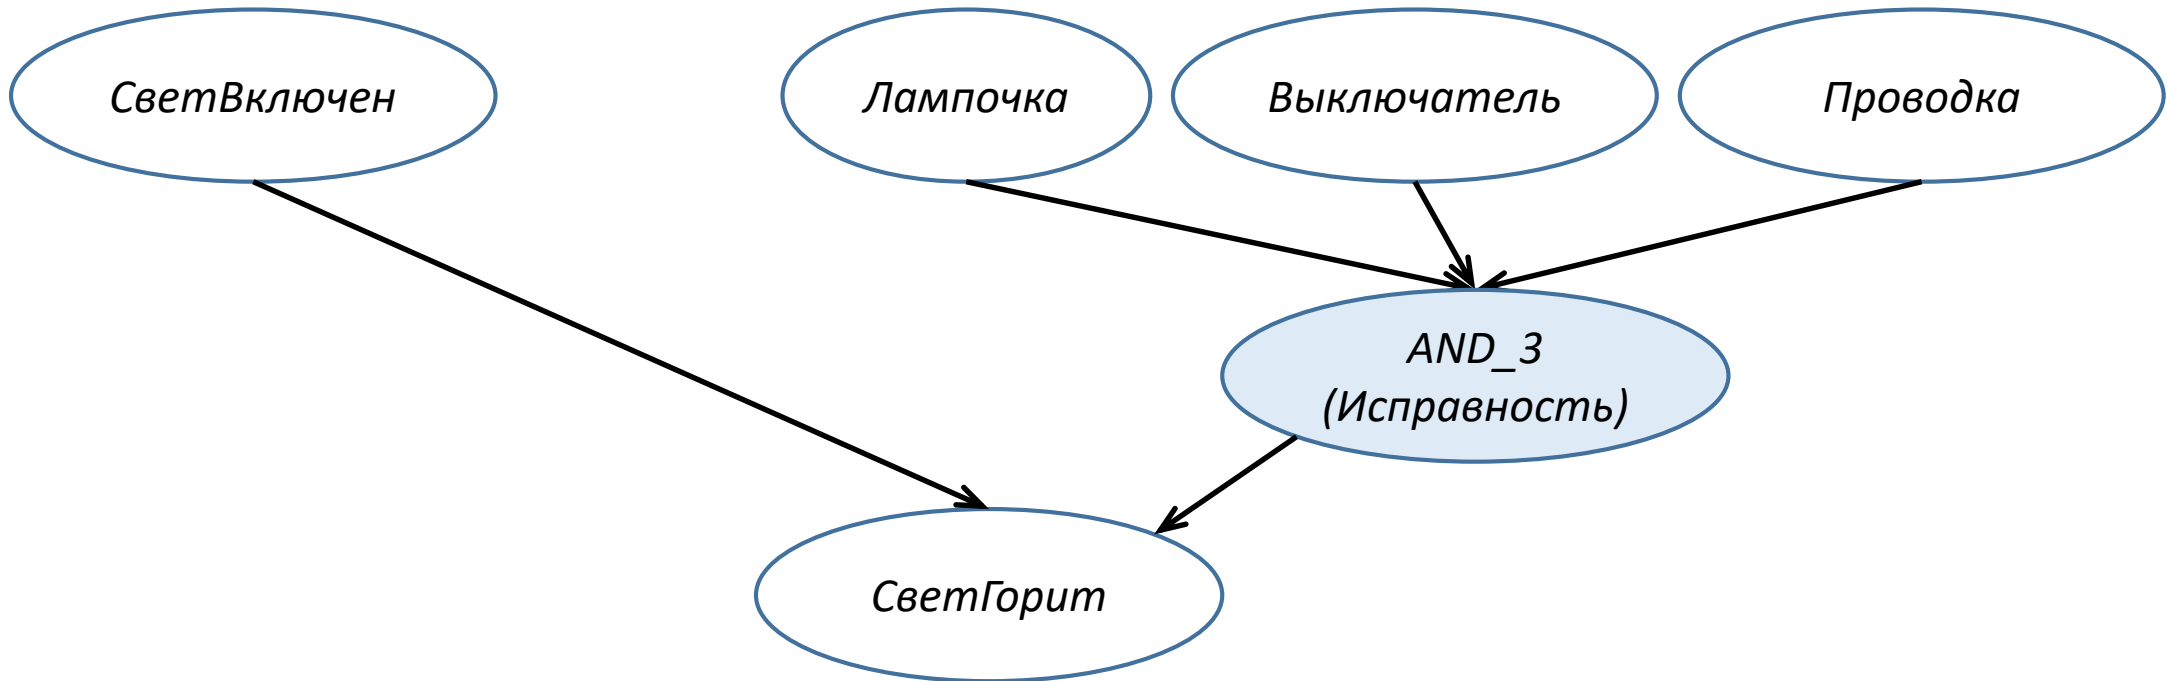 СветВключен
Лампочка
Выключатель
Проводка
AND_3
(Исправность)
СветГорит